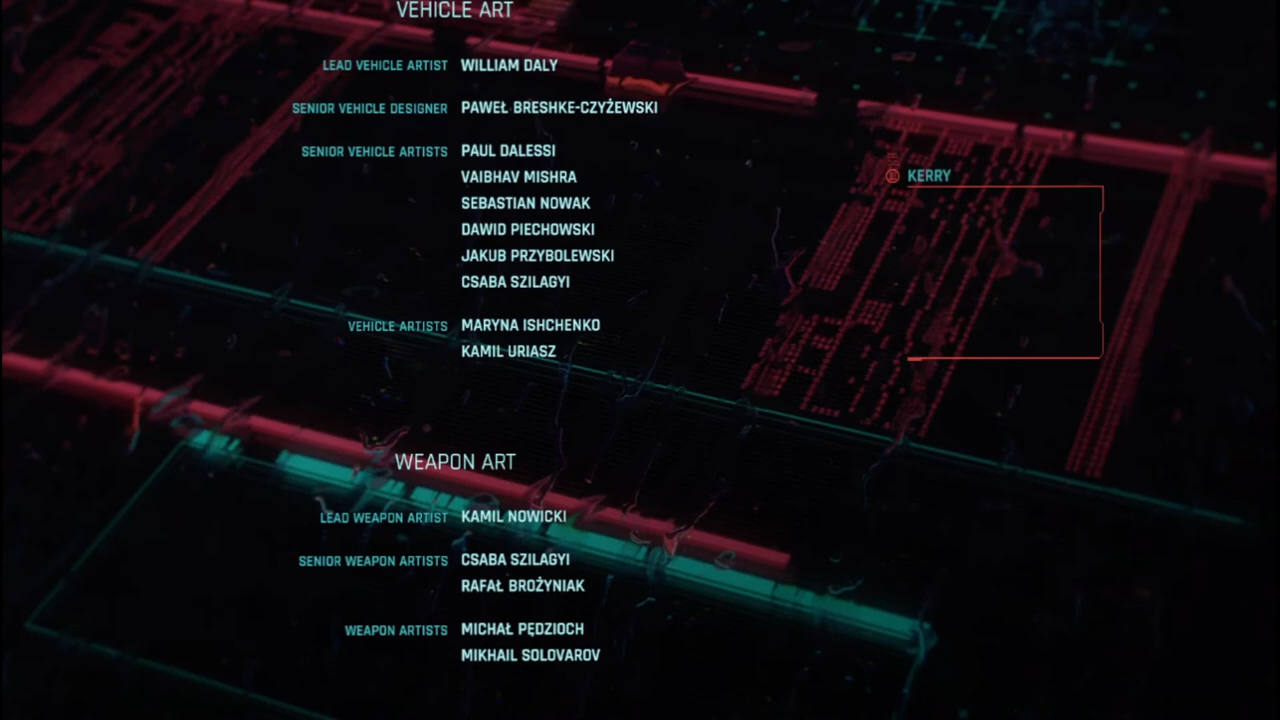 VEHICLE ART
LEAD VEHICLE ARTIST WILLIAM DALY
SENIOR VEHICLE DESIGNER PAWEŁ BRESHKE-CZYŻEWSKI
SENIOR VEHICLE ARTISTS PAUL DALESSI
VAIBHAV MISHRA
SEBASTIAN NOWAK
DAWID PIECHOWSKI
JAKUB PRZYBOLEWSKI
CSABA SZILAGYI
VEHICLE ARTISTS MARYNA ISHCHENKO
KAMIL URIASZ
WEAPON ART
LEAD WEAPON ARTIST KAMIL NOWICKI
SENIOR WEAPON ARTISTS CSABA SZILAGYI
RAFAŁ BROŻYNIAK
WEAPON ARTISTS MICHAŁ PĘDZIOCH
MIKHAIL SOLOVAROV
KERRY